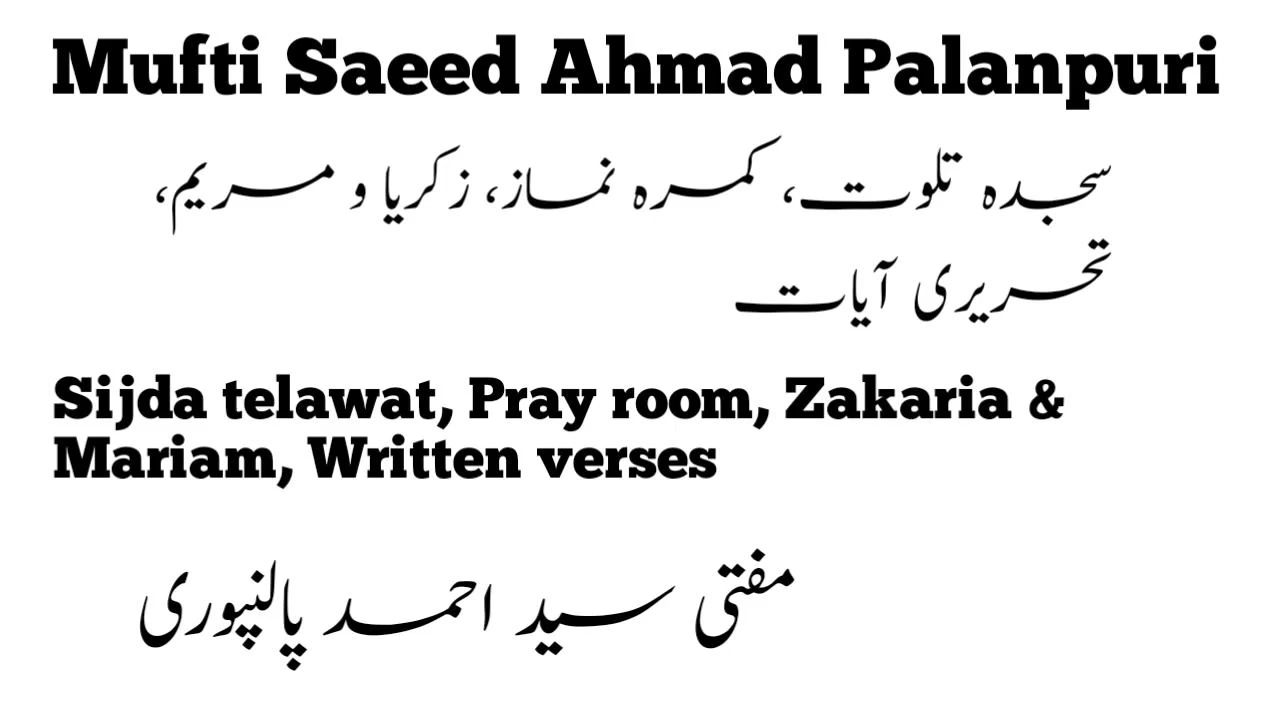 Mufti Saeed Ahmad Palanpuri
سجدہ تلوت، کمرہ نماز، زکریا و مریم،
تحریری آیات
Sijda telawat, Pray room, Zakaria &
Mariam, Written verses
مفتی سید احمد پالنپوری